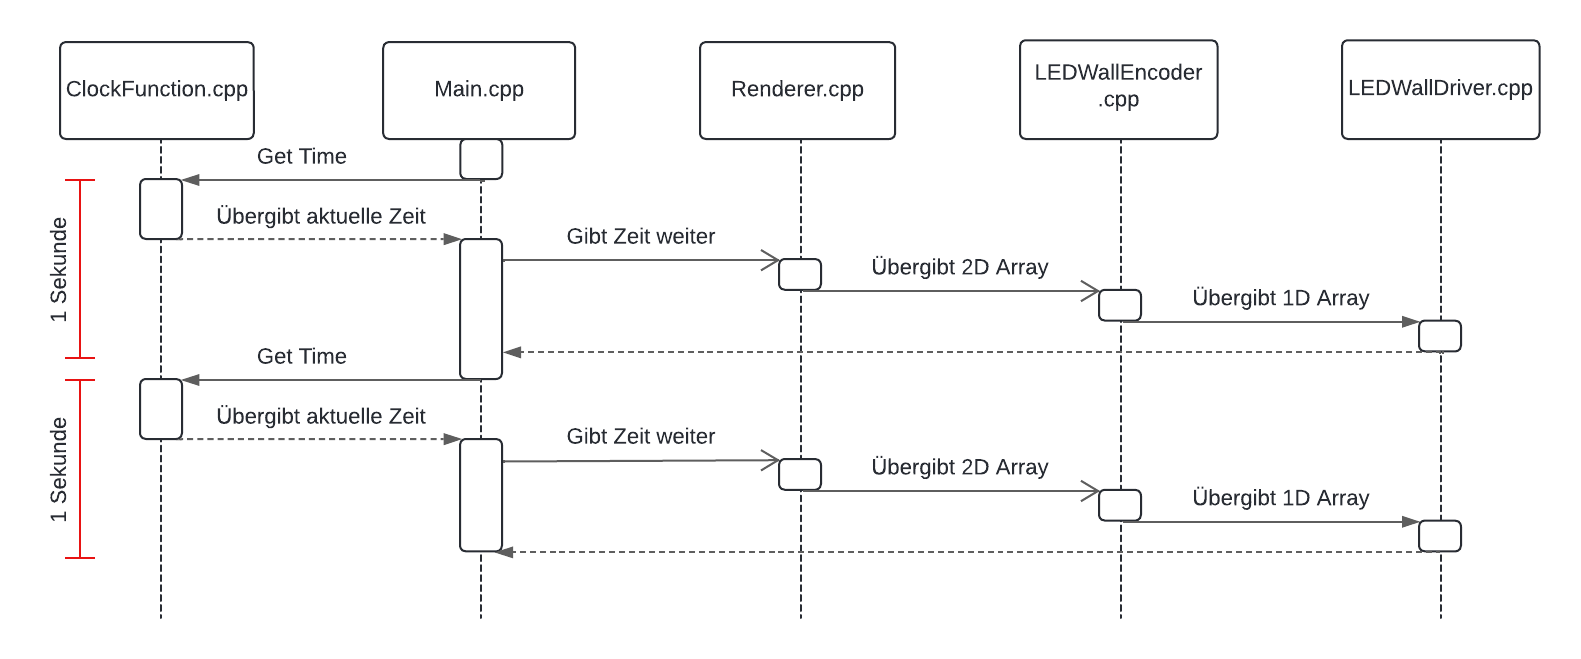 ClockFunction.cpp
Main.cpp
Renderer.cpp
LEDWallEncoder
.cpp
LEDWallDriver.cpp
Get Time
1 Sekunde
Übergibt aktuelle Zeit
Gibt Zeit weiter
Übergibt 2D Array
Übergibt 1D Array
Get Time
1 Sekunde
Übergibt aktuelle Zeit
Gibt Zeit weiter
Übergibt 2D Array
Übergibt 1D Array